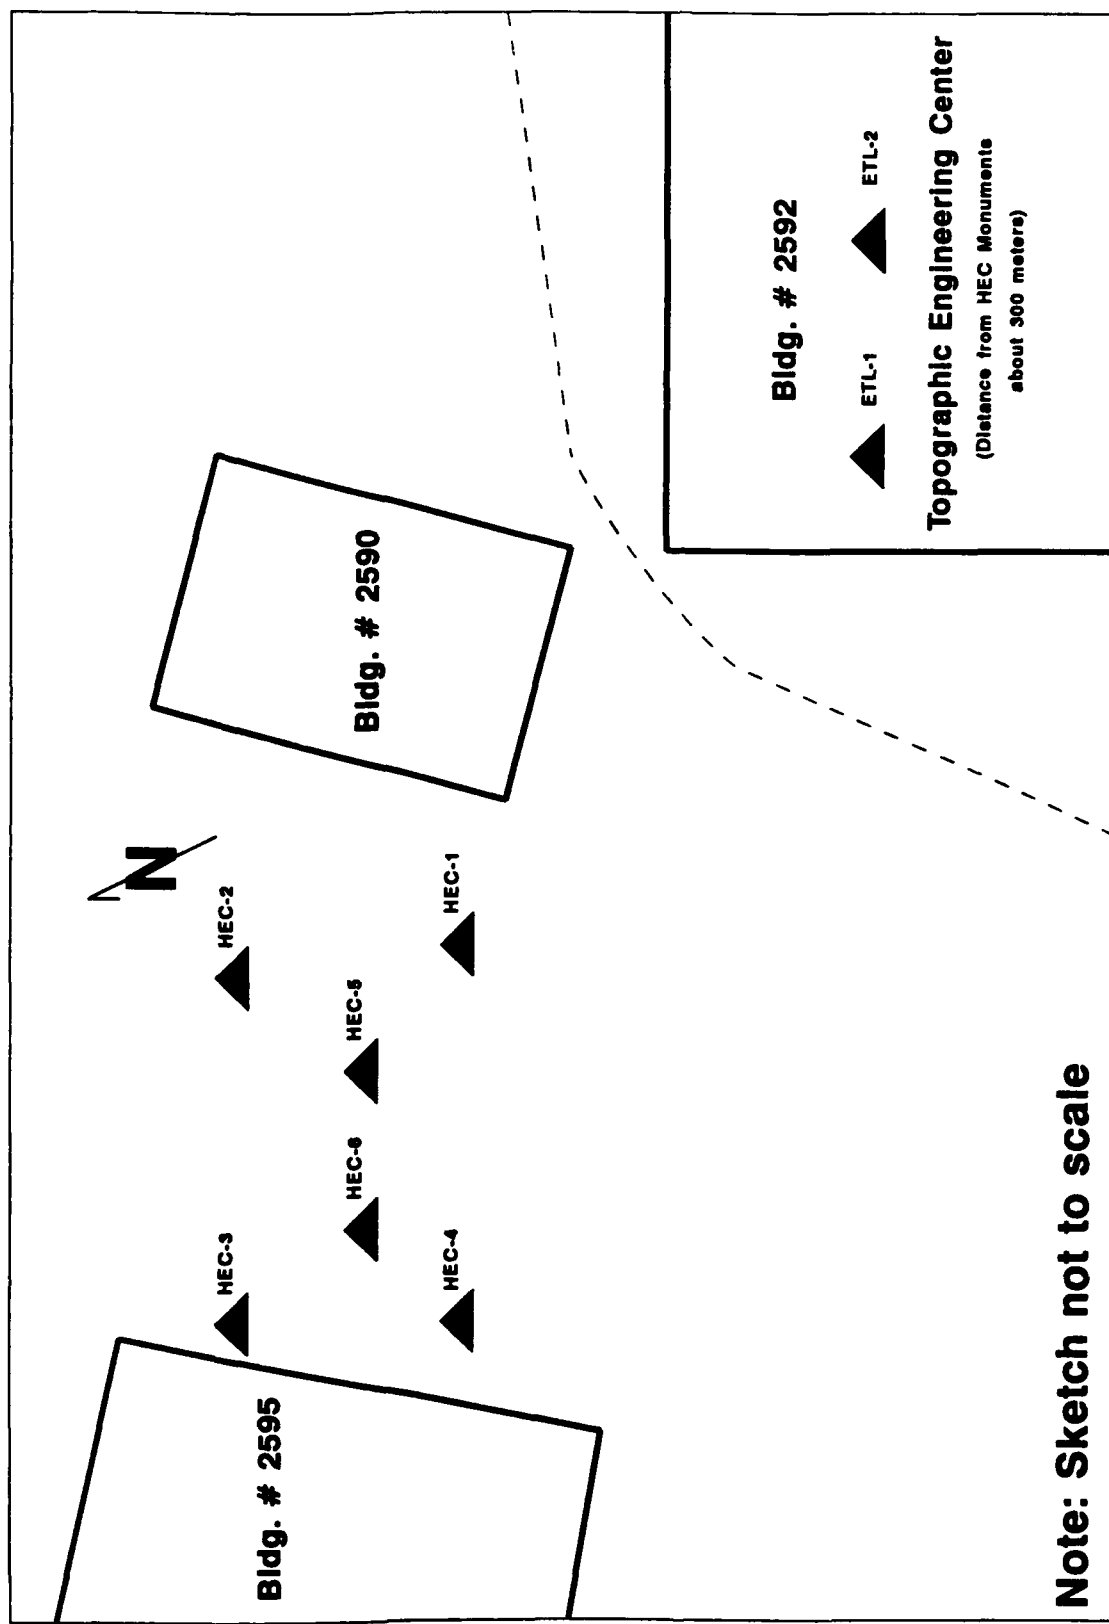 N
Bldg. # 2595
HEC-3
HEC-2
HEC-6
HEC-5
HEC-4
HEC-1
Bldg. # 2590
Bldg. # 2592
ETL-1
ETL-2
Topographic Engineering Center
(Distance from HEC Monuments
about 300 meters)
Note: Sketch not to scale